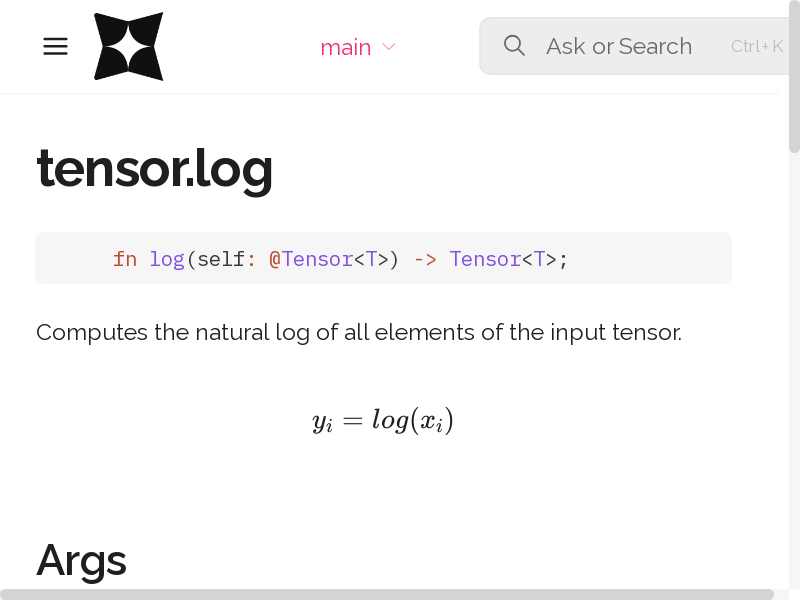 main
Ask or Search
Ctrl+K
tensor.log
fn log(self: @Tensor<T>) -> Tensor<T>;
Computes the natural log of all elements of the input tensor.
y_i = log(x_i)
Args